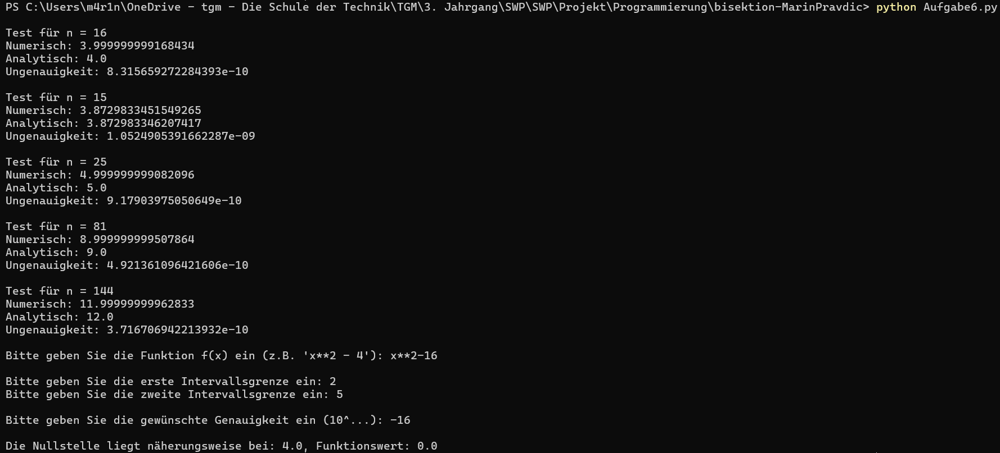 PS C:\Users\m4r1n\OneDrive - tgm - Die Schule der Technik\TGM\3. Jahrgang\SWP\SWP\Projekt\Programmierung\bisektion-MarinPravdic> python Aufgabe6.py
Test für n = 16
Numerisch: 3.999999999168434
Analytisch: 4.0
Ungenauigkeit: 8.315659272284393e-10
Test für n = 15
Numerisch: 3.8729833451549265
Analytisch: 3.872983346207417
Ungenauigkeit: 1.0524905391662287e-09
Test für n = 25
Numerisch: 4.999999999082096
Analytisch: 5.0
Ungenauigkeit: 9.17903975050649e-10
Test für n = 81
Numerisch: 8.999999999507864
Analytisch: 9.0
Ungenauigkeit: 4.921361096421606e-10
Test für n = 144
Numerisch: 11.99999999962833
Analytisch: 12.0
Ungenauigkeit: 3.716706942213932e-10
Bitte geben Sie die Funktion f(x) ein (z.B. 'x**2 - 4'): x**2-16
Bitte geben Sie die erste Intervallsgrenze ein: 2
Bitte geben Sie die zweite Intervallsgrenze ein: 5
Bitte geben Sie die gewünschte Genauigkeit ein (10^...): -16
Die Nullstelle liegt näherungsweise bei: 4.0, Funktionswert: 0.0